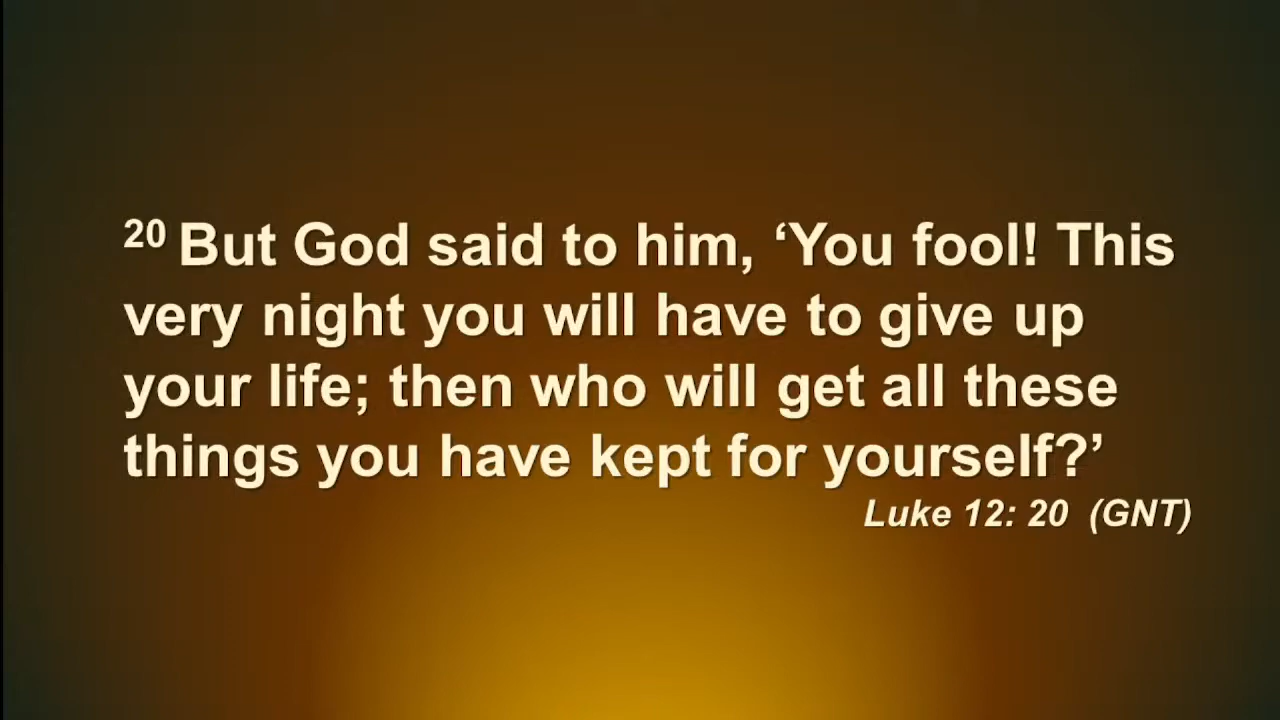 20 But God said to him, ‘You fool! This
very night you will have to give up
your life; then who will get all these
things you have kept for yourself?’
Luke 12: 20 (GNT)